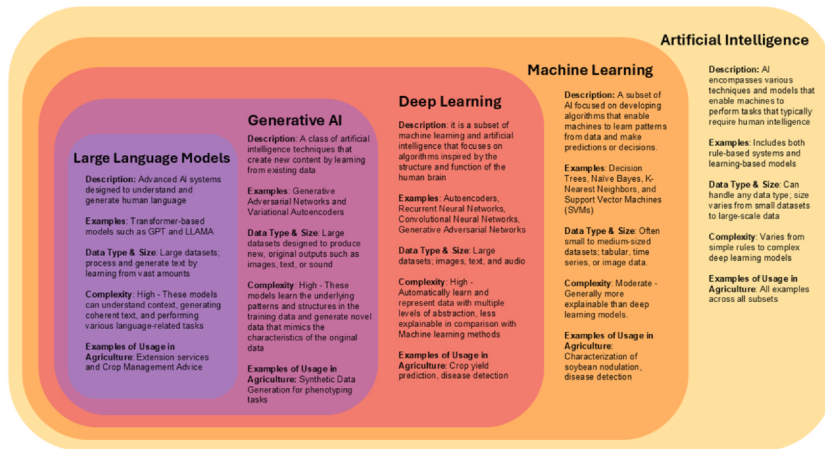 Artificial Intelligence
Description: AI
encompasses various
techniques and models that
enable machines to
perform tasks that typically
require human intelligence
Examples: Includes both
rule-based systems and
learning-based models
Data Type & Size: Can
handle any data type; size
varies from small datasets
to large-scale data
Complexity: Varies from
simple rules to complex
deep learning models
Examples of Usage in
Agriculture: All examples
across all subsets
Machine Learning
Description: A subset of
AI focused on developing
algorithms that enable
machines to learn patterns
from data and make
predictions or decisions.
Examples: Decision
Trees, Naïve Bayes, K-
Nearest Neighbors, and
Support Vector Machines
(SVMs)
Data Type & Size: Often
small to medium-sized
datasets; tabular, time
series, or image data.
Complexity: Moderate -
Generally more
explainable than deep
learning models.
Examples of Usage in
Agriculture:
Characterization of
soybean nodulation,
disease detection
Deep Learning
Description: it is a subset of
machine learning and artificial
intelligence that focuses on
algorithms inspired by the
structure and function of the
human brain
Examples: Autoencoders,
Recurrent Neural Networks,
Convolutional Neural Networks,
Generative Adversarial Networks
Data Type & Size: Large
datasets; images, text, and audio
Complexity: High -
Automatically learn and
represent data with multiple
levels of abstraction, less
explainable in comparison with
Machine learning methods
Examples of Usage in
Agriculture: Crop yield
prediction, disease detection
Generative AI
Description: A class of artificial
intelligence techniques that
create new content by learning
from existing data
Examples: Generative
Adversarial Networks and
Variational Autoencoders
Data Type & Size: Large
datasets designed to produce
new, original outputs such as
images, text, or sound
Complexity: High - These
models learn the underlying
patterns and structures in the
training data and generate novel
data that mimics the
characteristics of the original
data
Examples of Usage in
Agriculture: Synthetic Data
Generation for phenotyping
tasks
Large Language Models
Description: Advanced AI systems
designed to understand and
generate human language
Examples: Transformer-based
models such as GPT and LLAMA
Data Type & Size: Large datasets;
process and generate text by
learning from vast amounts
Complexity: High - These models
can understand context, generating
coherent text, and performing
various language-related tasks
Examples of Usage in
Agriculture: Extension services
and Crop Management Advice